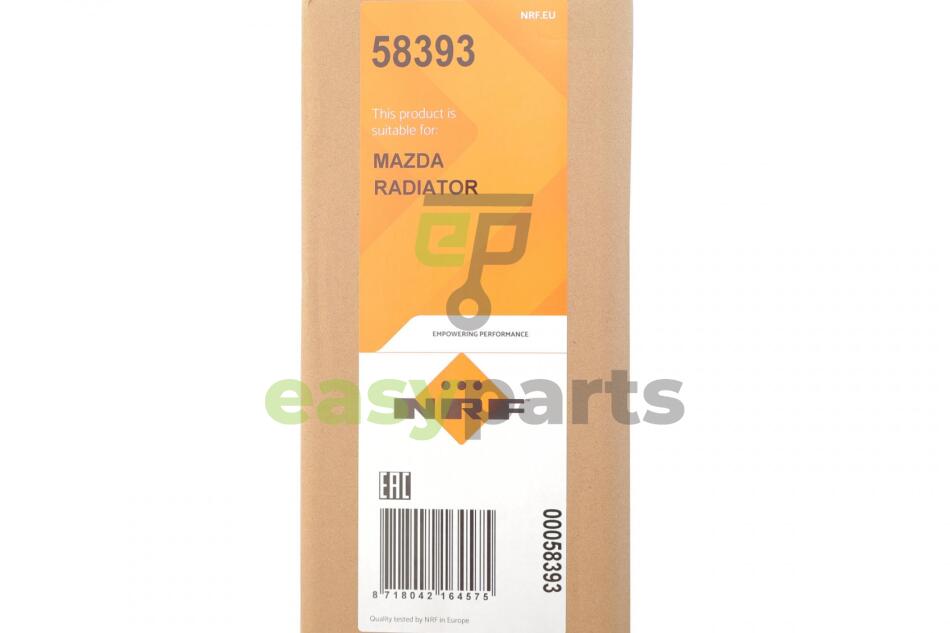 NRF.EU
58393
This product is
suitable for:
MAZDA
RADIATOR
ep
EMPOWERING PERFORMANCE
easyparts
NRF
EAC
00058393
8 718042 164575
Quality tested by NRF in Europe